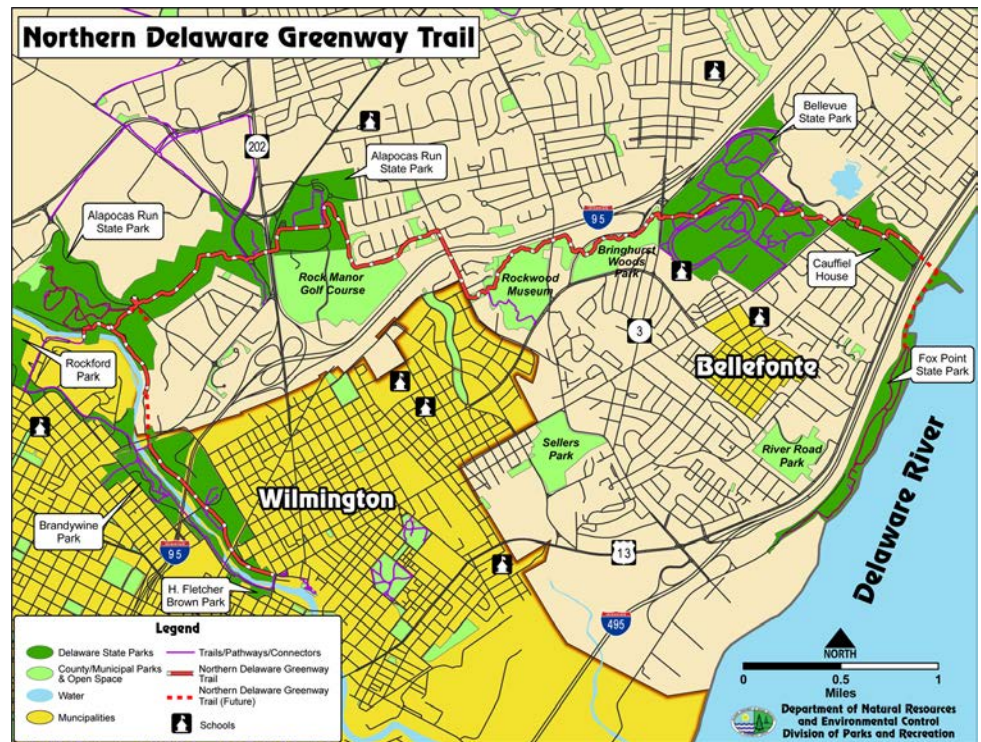 Northern Delaware Greenway Trail
Bellevue
State Park
202
Alapocas Run
State Park
Alapocas Run
State Park
95
Rock Manor
Golf Course
Rockwood
Museum
Bringhurst
Woods
Park
Cauffiel
House
3
Rockford
Park
Bellefonte
Fox Point
State Park
Sellers
Park
River Road
Park
Wilmington
Brandywine
Park
95
13
H. Fletcher
Brown Park
495
Delaware River
Legend
Delaware State Parks
County/Municipal Parks
& Open Space
Water
Muncipalities
Trails/Pathways/Connectors
Northern Delaware Greenway
Trail
Northern Delaware Greenway
Trail (Future)
Schools
NORTH
0 0.5 1
Miles
Department of Natural Resources
and Environmental Control
Division of Parks and Recreation